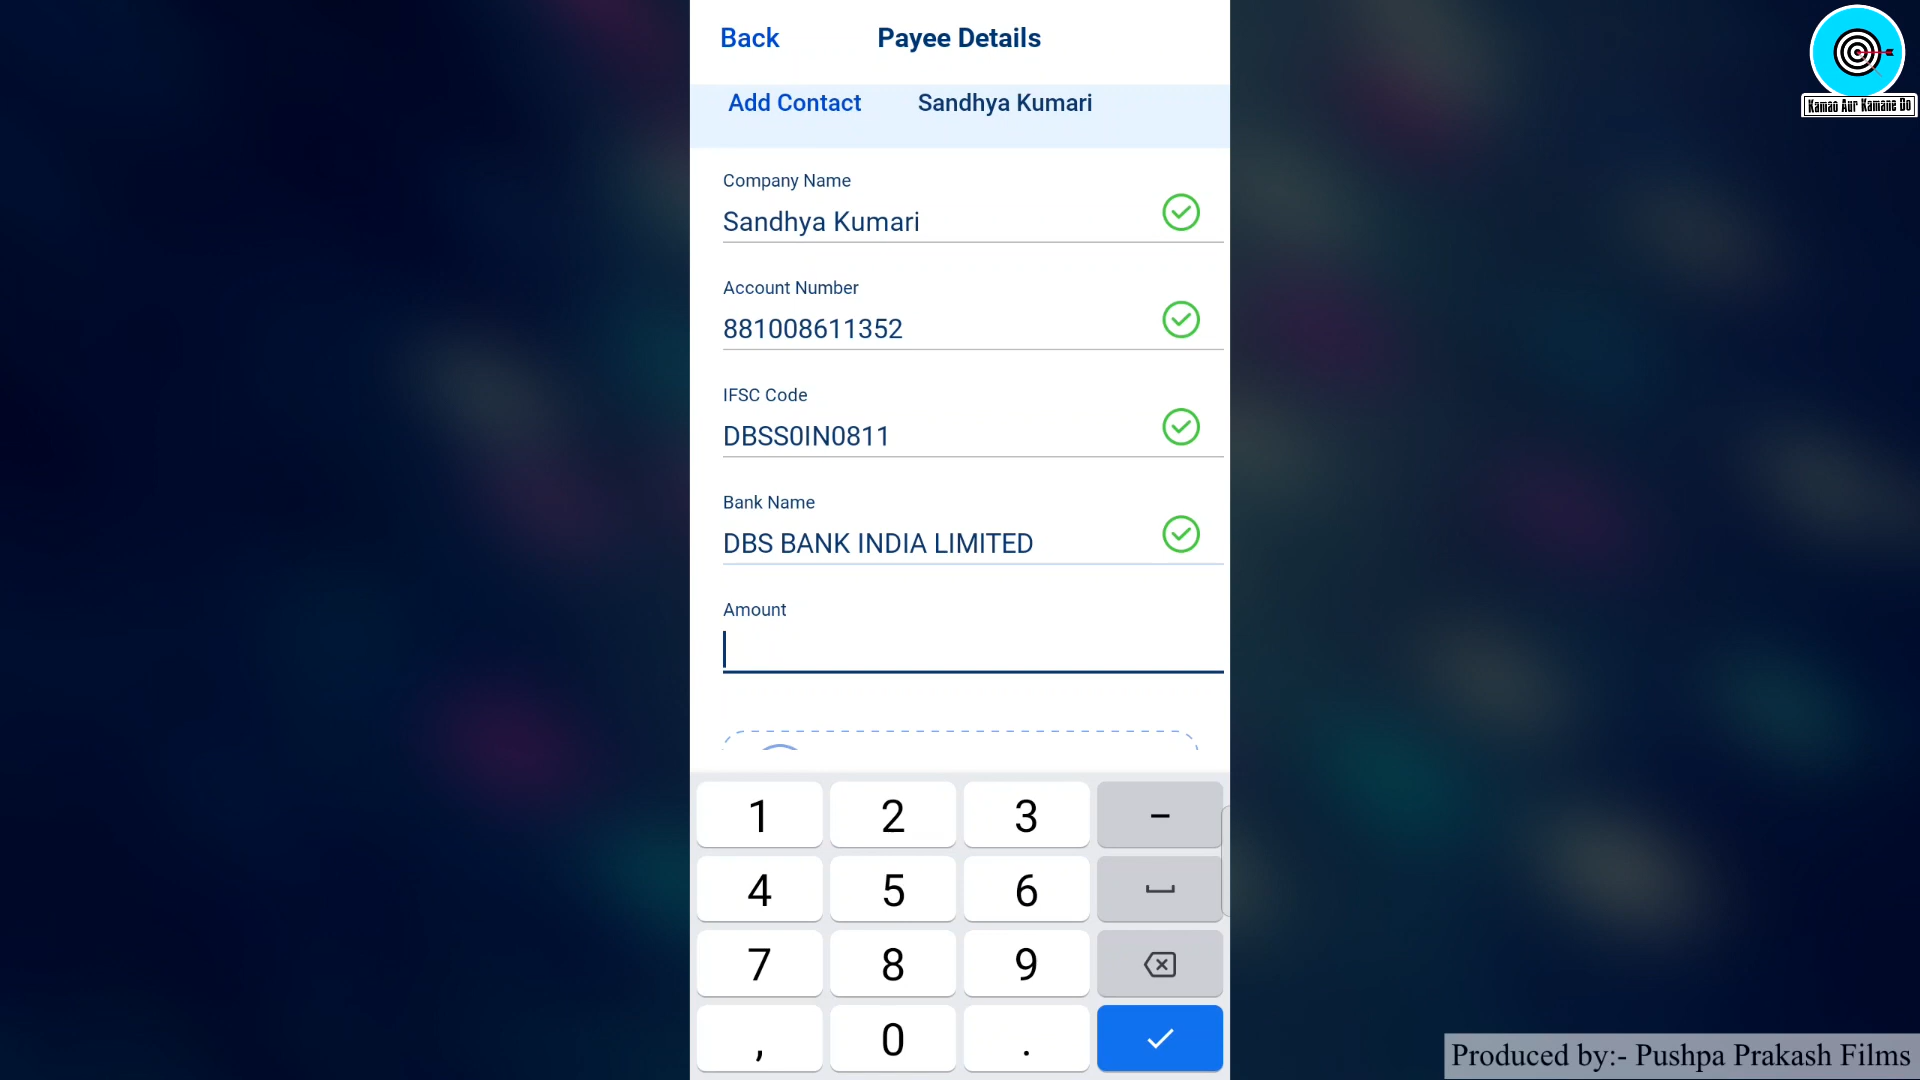 Back
Payee Details
Add Contact
Sandhya Kumari
Company Name
Sandhya Kumari
Account Number
881008611352
IFSC Code
DBSS0IN0811
Bank Name
DBS BANK INDIA LIMITED
Amount
1 2 3 -
4 5 6
7 8 9
, 0 .
Kamao Aur Kamane Do
Produced by:- Pushpa Prakash Films